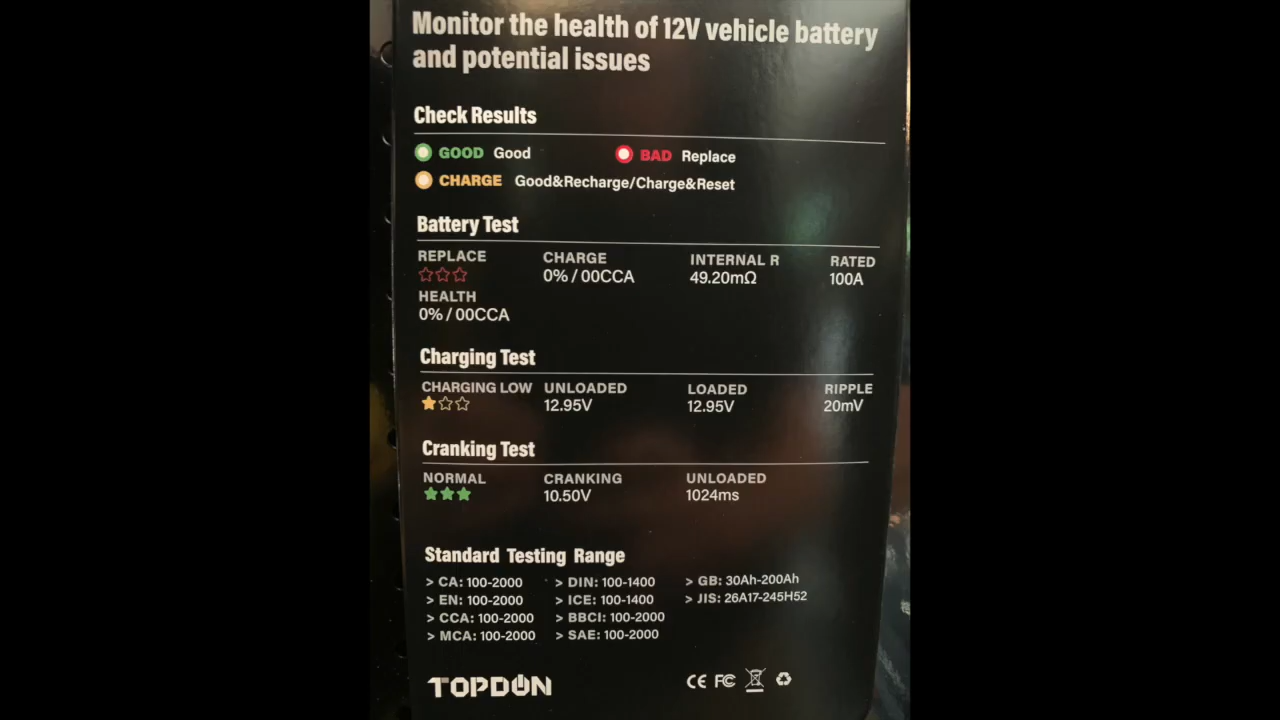 Monitor the health of 12V vehicle battery
and potential issues
Check Results
GOOD Good
BAD Replace
CHARGE Good&Recharge/Charge&Reset
Battery Test
REPLACE CHARGE INTERNAL R RATED
☆☆☆ 0% / 00CCA 49.20mΩ 100A
HEALTH
0% / 00CCA
Charging Test
CHARGING LOW UNLOADED LOADED RIPPLE
★☆☆ 12.95V 12.95V 20mV
Cranking Test
NORMAL CRANKING UNLOADED
★★★ 10.50V 1024ms
Standard Testing Range
> CA: 100-2000 > DIN: 100-1400 > GB: 30Ah-200Ah
> EN: 100-2000 > ICE: 100-1400 > JIS: 26A17-245H52
> CCA: 100-2000 > BBCI: 100-2000
> MCA: 100-2000 > SAE: 100-2000
TOPDON CE FC